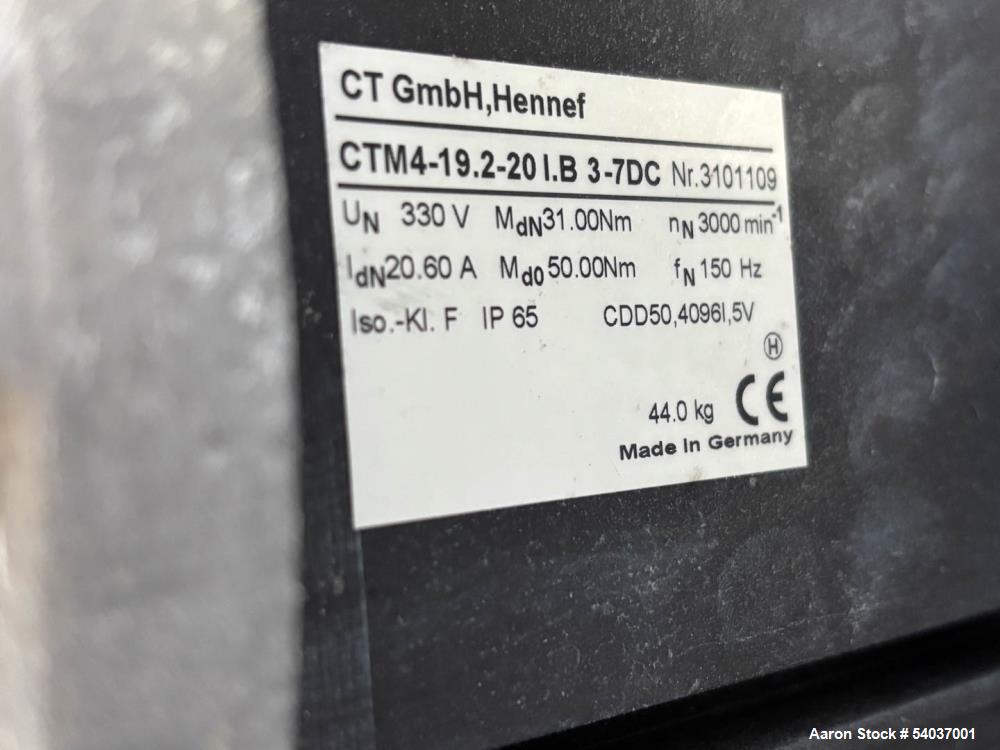 CT GmbH,Hennef
CTM4-19.2-20 I.B 3-7DC Nr.3101109
UN 330 V MdN31.00Nm nN 3000 min-1
IdN20.60 A Md0 50.00Nm fN 150 Hz
Iso.-Kl. F IP 65 CDD50,4096I,5V
H
44.0 kg CE
Made In Germany
Aaron Stock # 54037001